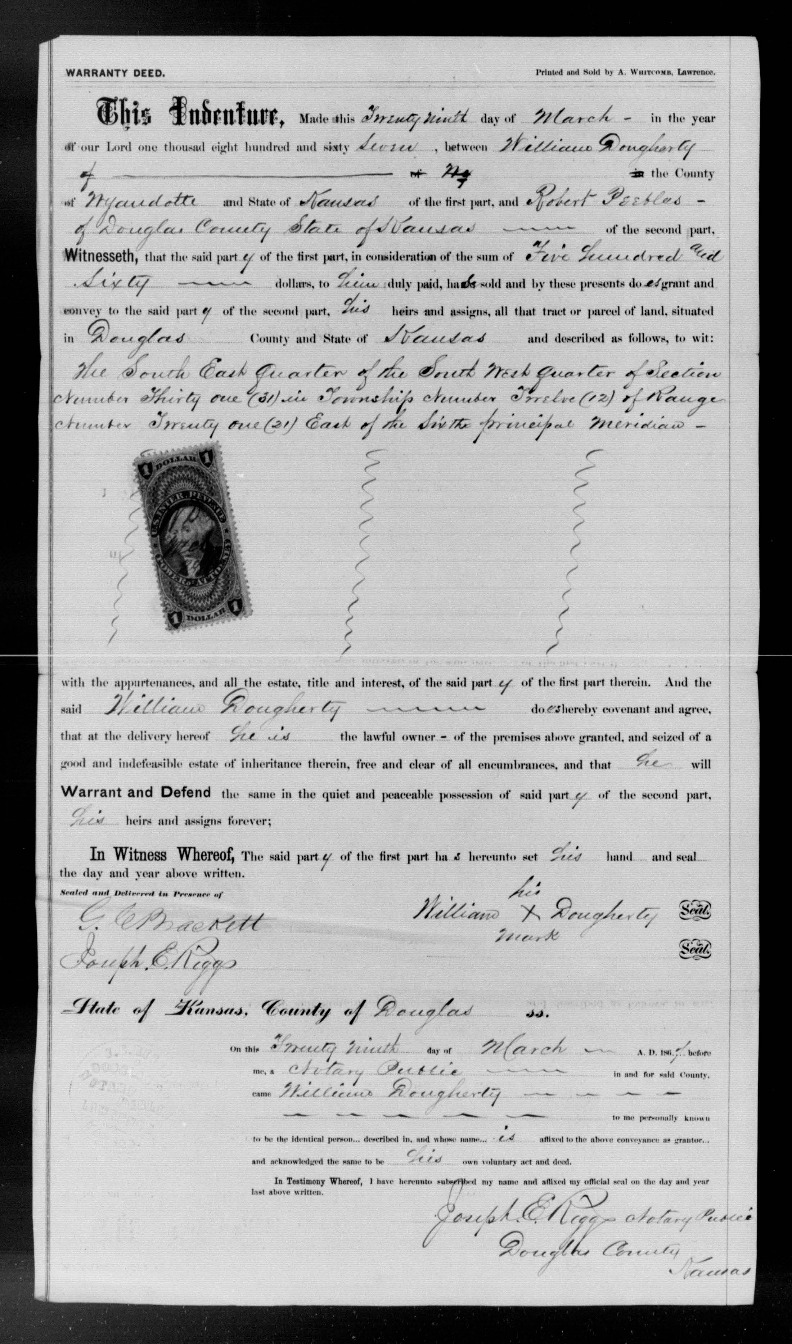 WARRANTY DEED. Printed and Sold by A. WHITCOMB, Lawrence.
This Indenture, Made this Twenty Ninth day of March - in the year
of our Lord one thousad eight hundred and sixty Seven , between William Dougherty
of in the County
of Wyandotte and State of Kansas of the first part, and Robert Peebles -
of Douglas County State of Kansas of the second part,
Witnesseth, that the said party of the first part, in consideration of the sum of Five Hundred and
Sixty dollars, to him duly paid, has sold and by these presents does grant and
convey to the said party of the second part, his heirs and assigns, all that tract or parcel of land, situated
in Douglas County and State of Kansas and described as follows, to wit:
The South East Quarter of the South West Quarter of Section
Number Thirty one (31) in Township Number Twelve (12) of Range
Number Twenty one (21) East of the Sixth principal Meridian -
1 DOLLAR 1
U.S. INTER. REVENUE
POWER OF ATTORNEY
1 DOLLAR 1
with the appurtenances, and all the estate, title and interest, of the said party of the first part therein. And the
said William Dougherty does hereby covenant and agree,
that at the delivery hereof he is the lawful owner - of the premises above granted, and seized of a
good and indefeasible estate of inheritance therein, free and clear of all encumbrances, and that he will
Warrant and Defend the same in the quiet and peaceable possession of said party of the second part,
his heirs and assigns forever;
In Witness Whereof, The said party of the first part has hereunto set his hand and seal
the day and year above written.
Sealed and Delivered in Presence of
his
G. C. Brackett William X Dougherty Seal.
mark
Joseph. E. Riggs Seal.
State of Kansas, County of Douglas ss.
On this Twenty Ninth day of March A. D. 1867, before
me, a Notary Public in and for said County,
came William Dougherty
to me personally known
to be the identical person... described in, and whose name... is affixed to the above conveyance as grantor...
and acknowledged the same to be his own voluntary act and deed.
In Testimony Whereof, I have hereunto subscribed my name and affixed my official seal on the day and year
last above written.
Joseph. E. Riggs Notary Public
Douglas County
Kansas